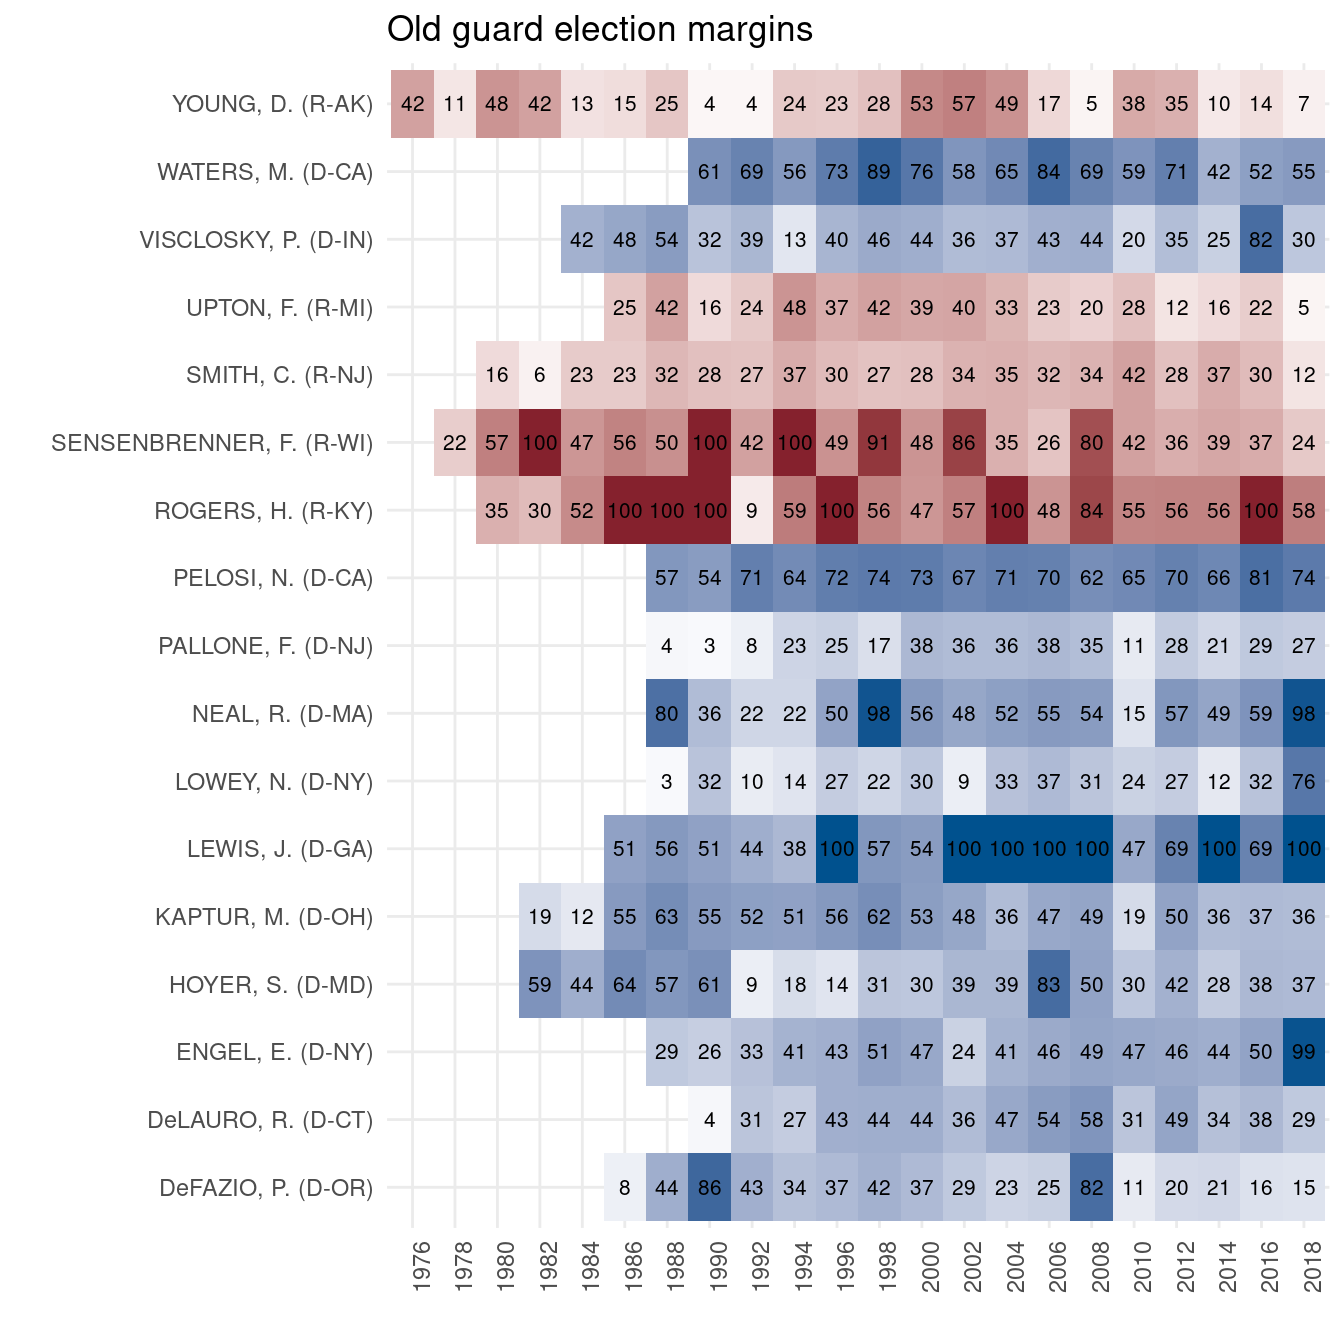 Old guard election margins
YOUNG, D. (R-AK) 42 11 48 42 13 15 25 4 4 24 23 28 53 57 49 17 5 38 35 10 14 7
WATERS, M. (D-CA) 61 69 56 73 89 76 58 65 84 69 59 71 42 52 55
VISCLOSKY, P. (D-IN) 42 48 54 32 39 13 40 46 44 36 37 43 44 20 35 25 82 30
UPTON, F. (R-MI) 25 42 16 24 48 37 42 39 40 33 23 20 28 12 16 22 5
SMITH, C. (R-NJ) 16 6 23 23 32 28 27 37 30 27 28 34 35 32 34 42 28 37 30 12
SENSENBRENNER, F. (R-WI) 22 57 100 47 56 50 100 42 100 49 91 48 86 35 26 80 42 36 39 37 24
ROGERS, H. (R-KY) 35 30 52 100 100 100 9 59 100 56 47 57 100 48 84 55 56 56 100 58
PELOSI, N. (D-CA) 57 54 71 64 72 74 73 67 71 70 62 65 70 66 81 74
PALLONE, F. (D-NJ) 4 3 8 23 25 17 38 36 36 38 35 11 28 21 29 27
NEAL, R. (D-MA) 80 36 22 22 50 98 56 48 52 55 54 15 57 49 59 98
LOWEY, N. (D-NY) 3 32 10 14 27 22 30 9 33 37 31 24 27 12 32 76
LEWIS, J. (D-GA) 51 56 51 44 38 100 57 54 100 100 100 100 47 69 100 69 100
KAPTUR, M. (D-OH) 19 12 55 63 55 52 51 56 62 53 48 36 47 49 19 50 36 37 36
HOYER, S. (D-MD) 59 44 64 57 61 9 18 14 31 30 39 39 83 50 30 42 28 38 37
ENGEL, E. (D-NY) 29 26 33 41 43 51 47 24 41 46 49 47 46 44 50 99
DeLAURO, R. (D-CT) 4 31 27 43 44 44 36 47 54 58 31 49 34 38 29
DeFAZIO, P. (D-OR) 8 44 86 43 34 37 42 37 29 23 25 82 11 20 21 16 15
1976 1978 1980 1982 1984 1986 1988 1990 1992 1994 1996 1998 2000 2002 2004 2006 2008 2010 2012 2014 2016 2018